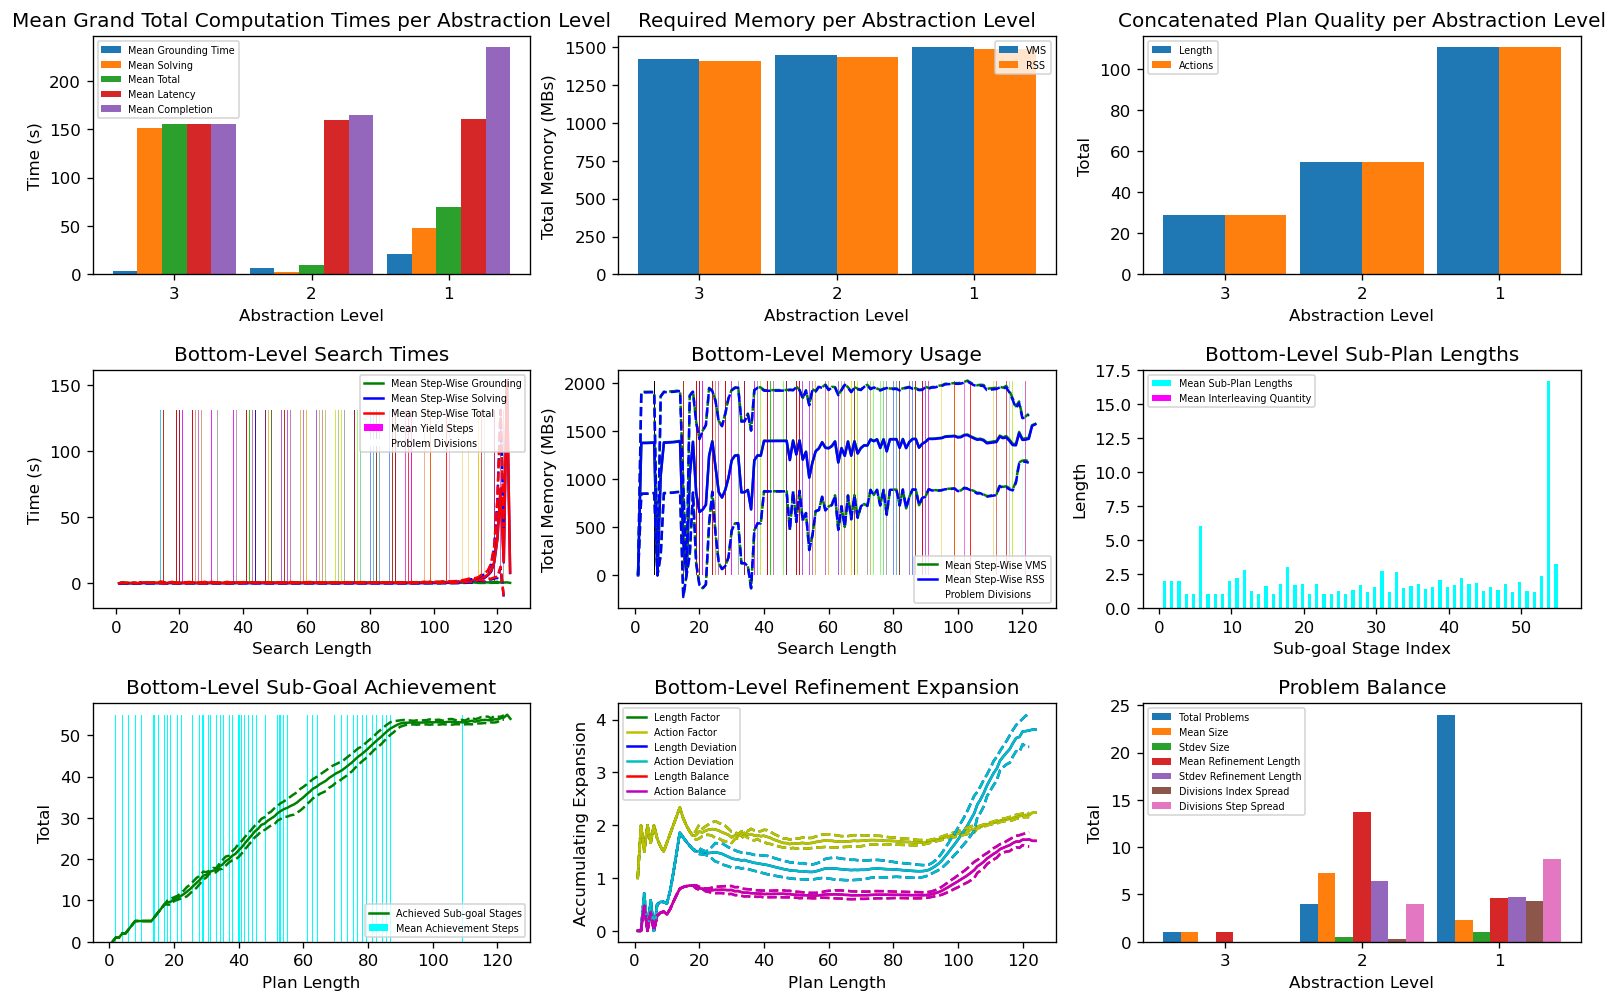 Mean Grand Total Computation Times per Abstraction Level
Time (s)
0
50
100
150
200
Mean Grounding Time
Mean Solving
Mean Total
Mean Latency
Mean Completion
3
2
1
Abstraction Level
Required Memory per Abstraction Level
Total Memory (MBs)
0
250
500
750
1000
1250
1500
VMS
RSS
3
2
1
Abstraction Level
Concatenated Plan Quality per Abstraction Level
Total
0
20
40
60
80
100
Length
Actions
3
2
1
Abstraction Level
Bottom-Level Search Times
Time (s)
0
50
100
150
Mean Step-Wise Grounding
Mean Step-Wise Solving
Mean Step-Wise Total
Mean Yield Steps
Problem Divisions
0
20
40
60
80
100
120
Search Length
Bottom-Level Memory Usage
Total Memory (MBs)
0
500
1000
1500
2000
Mean Step-Wise VMS
Mean Step-Wise RSS
Problem Divisions
0
20
40
60
80
100
120
Search Length
Bottom-Level Sub-Plan Lengths
Length
0.0
2.5
5.0
7.5
10.0
12.5
15.0
17.5
Mean Sub-Plan Lengths
Mean Interleaving Quantity
0
10
20
30
40
50
Sub-goal Stage Index
Bottom-Level Sub-Goal Achievement
Total
0
10
20
30
40
50
Achieved Sub-goal Stages
Mean Achievement Steps
0
20
40
60
80
100
120
Plan Length
Bottom-Level Refinement Expansion
Accumulating Expansion
0
1
2
3
4
Length Factor
Action Factor
Length Deviation
Action Deviation
Length Balance
Action Balance
0
20
40
60
80
100
120
Plan Length
Problem Balance
Total
0
5
10
15
20
25
Total Problems
Mean Size
Stdev Size
Mean Refinement Length
Stdev Refinement Length
Divisions Index Spread
Divisions Step Spread
3
2
1
Abstraction Level